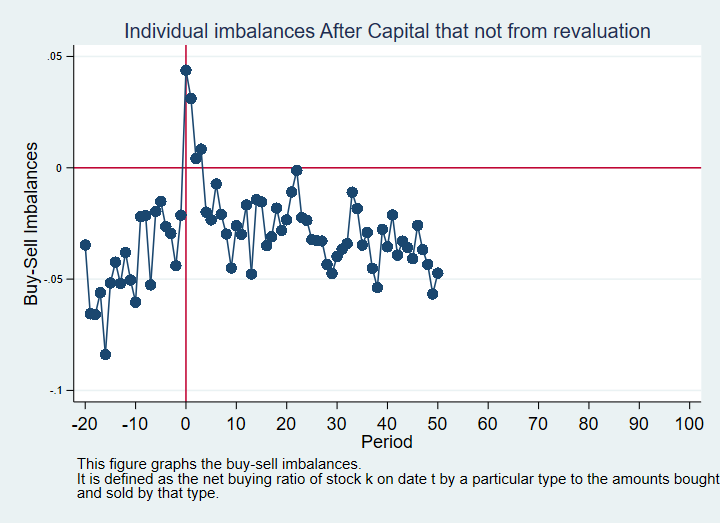 Individual imbalances After Capital that not from revaluation
Buy-Sell Imbalances
.05
0
-.05
-.1
-20 -10 0 10 20 30 40 50 60 70 80 90 100
Period
This figure graphs the buy-sell imbalances.
It is defined as the net buying ratio of stock k on date t by a particular type to the amounts bought
and sold by that type.